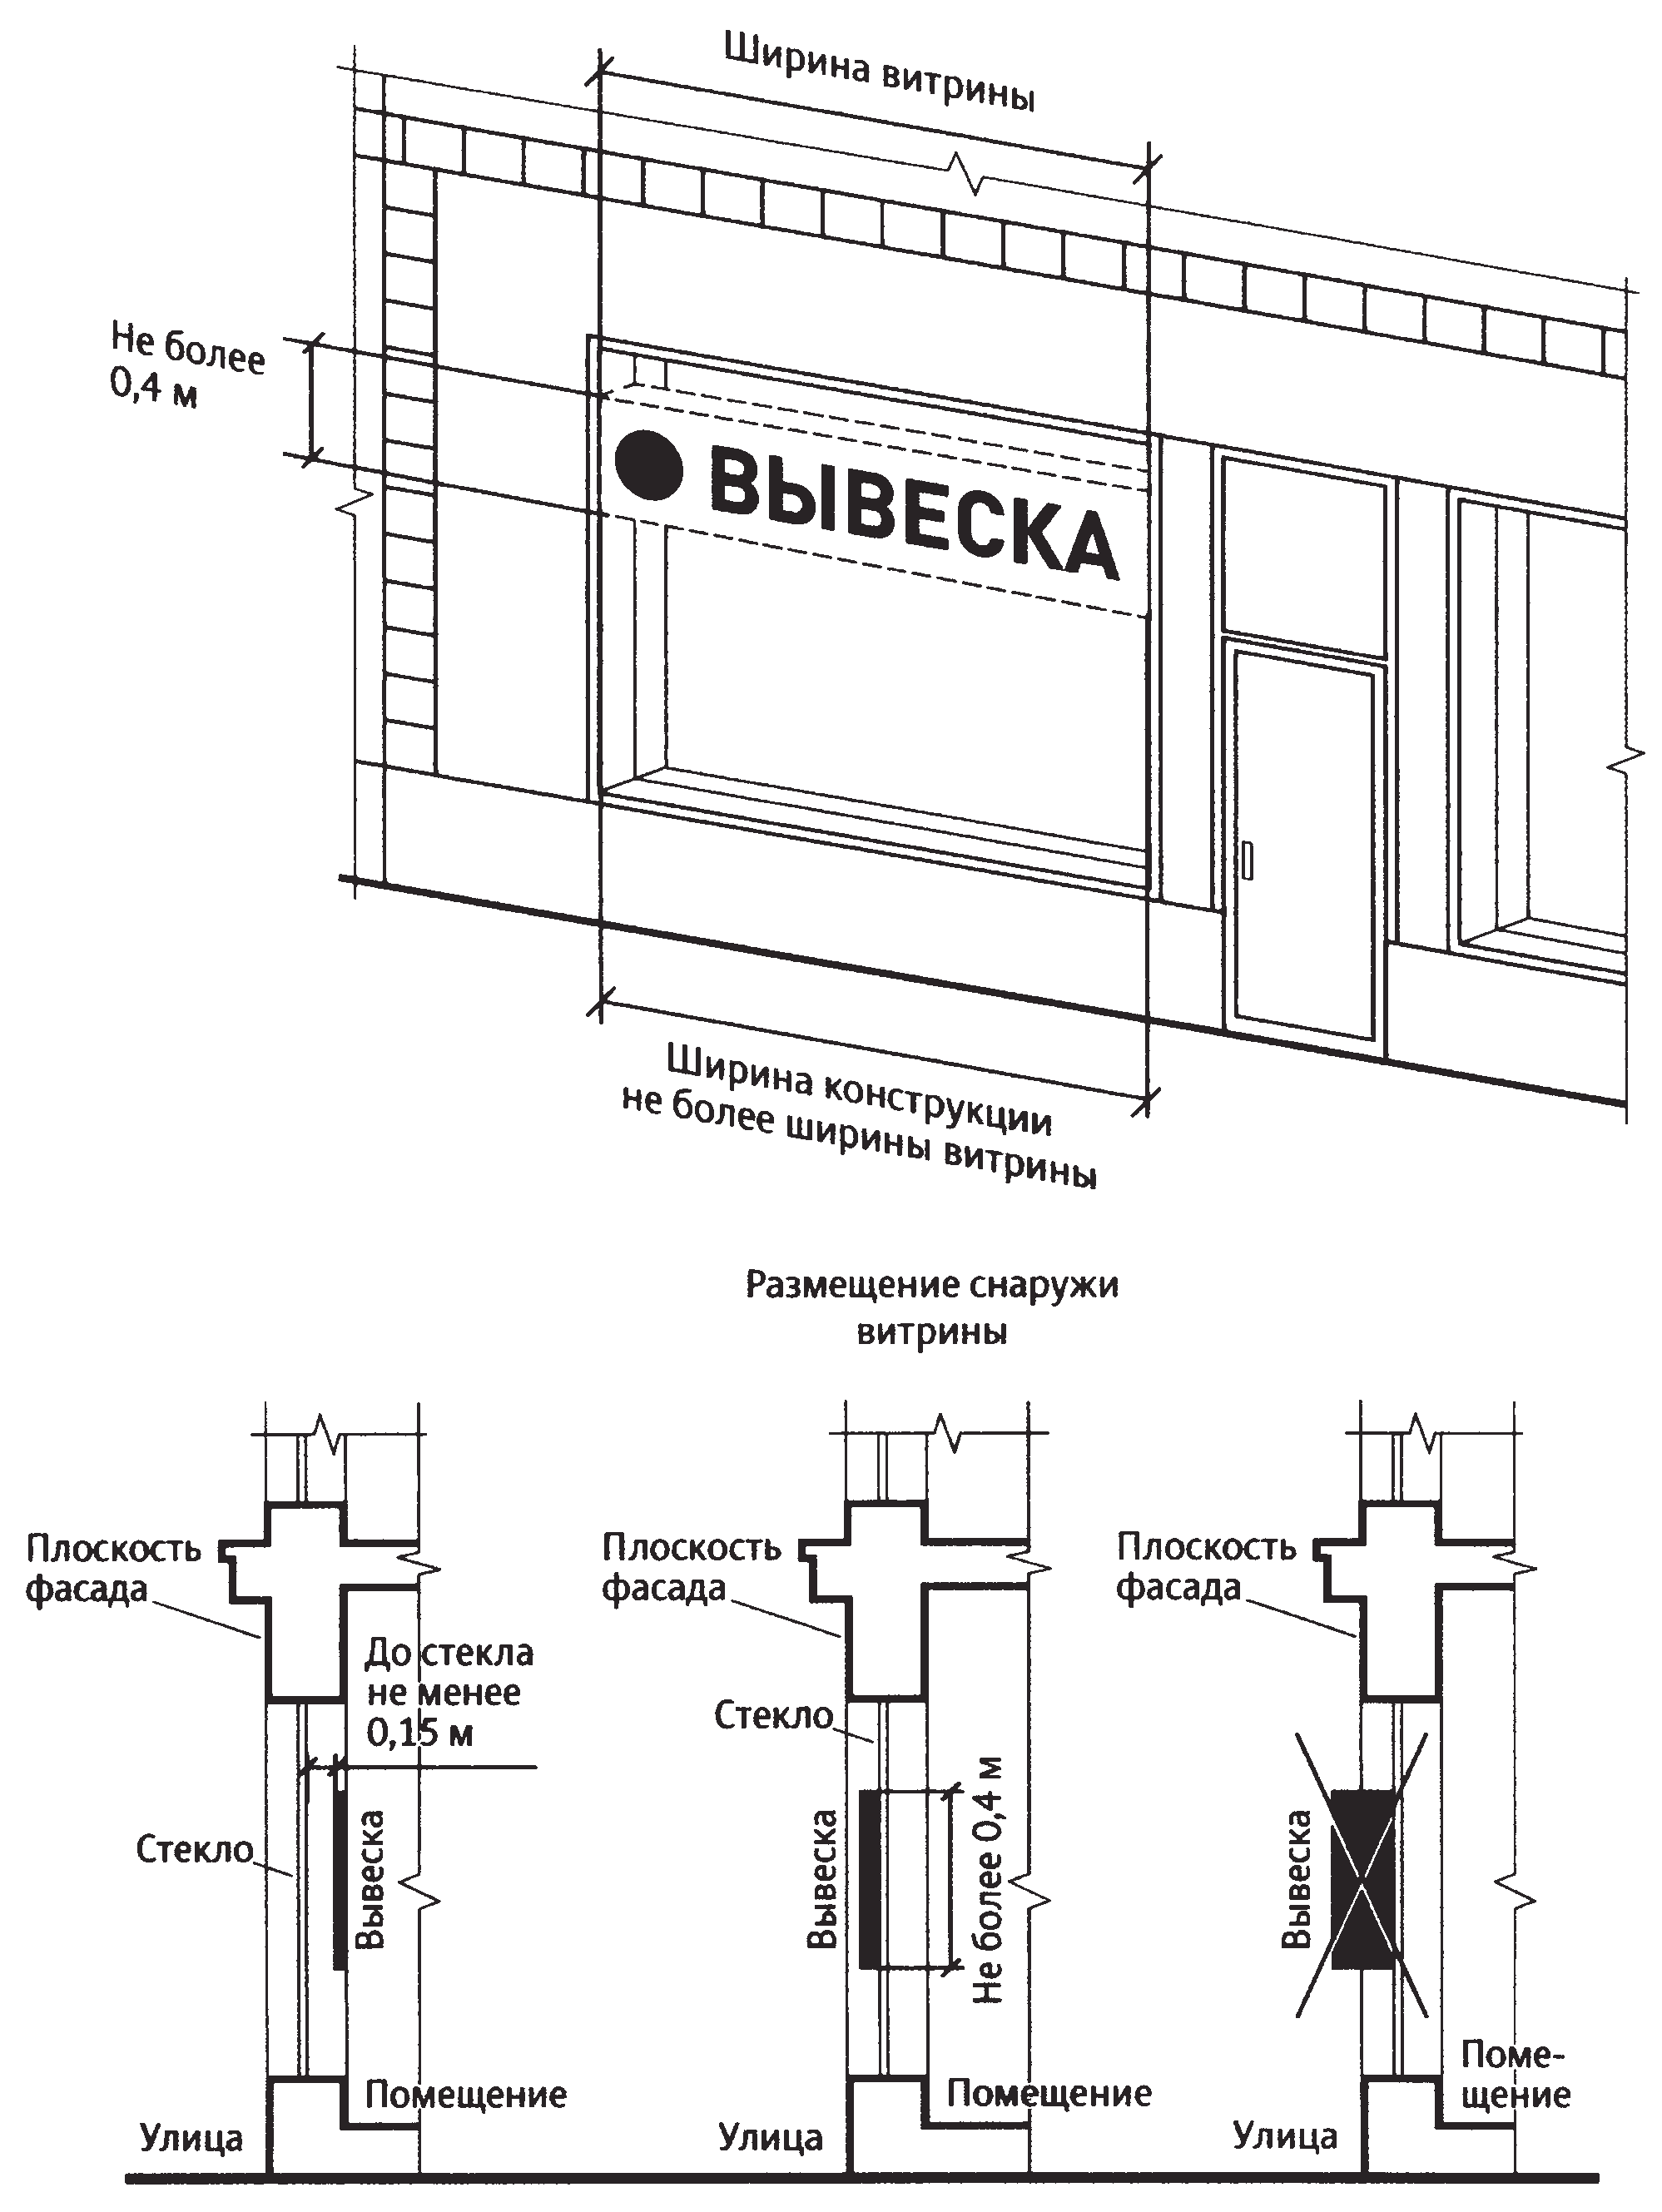 Ширина витрины
Не более
0,4 м
ВЫВЕСКА
Ширина конструкции
не более ширины витрины
Размещение снаружи
витрины
Плоскость
фасада
До стекла
не менее
0,15 м
Стекло
Вывеска
Помещение
Улица
Плоскость
фасада
Стекло
Вывеска
Не более 0,4 м
Помещение
Улица
Плоскость
фасада
Вывеска
Поме-
щение
Улица